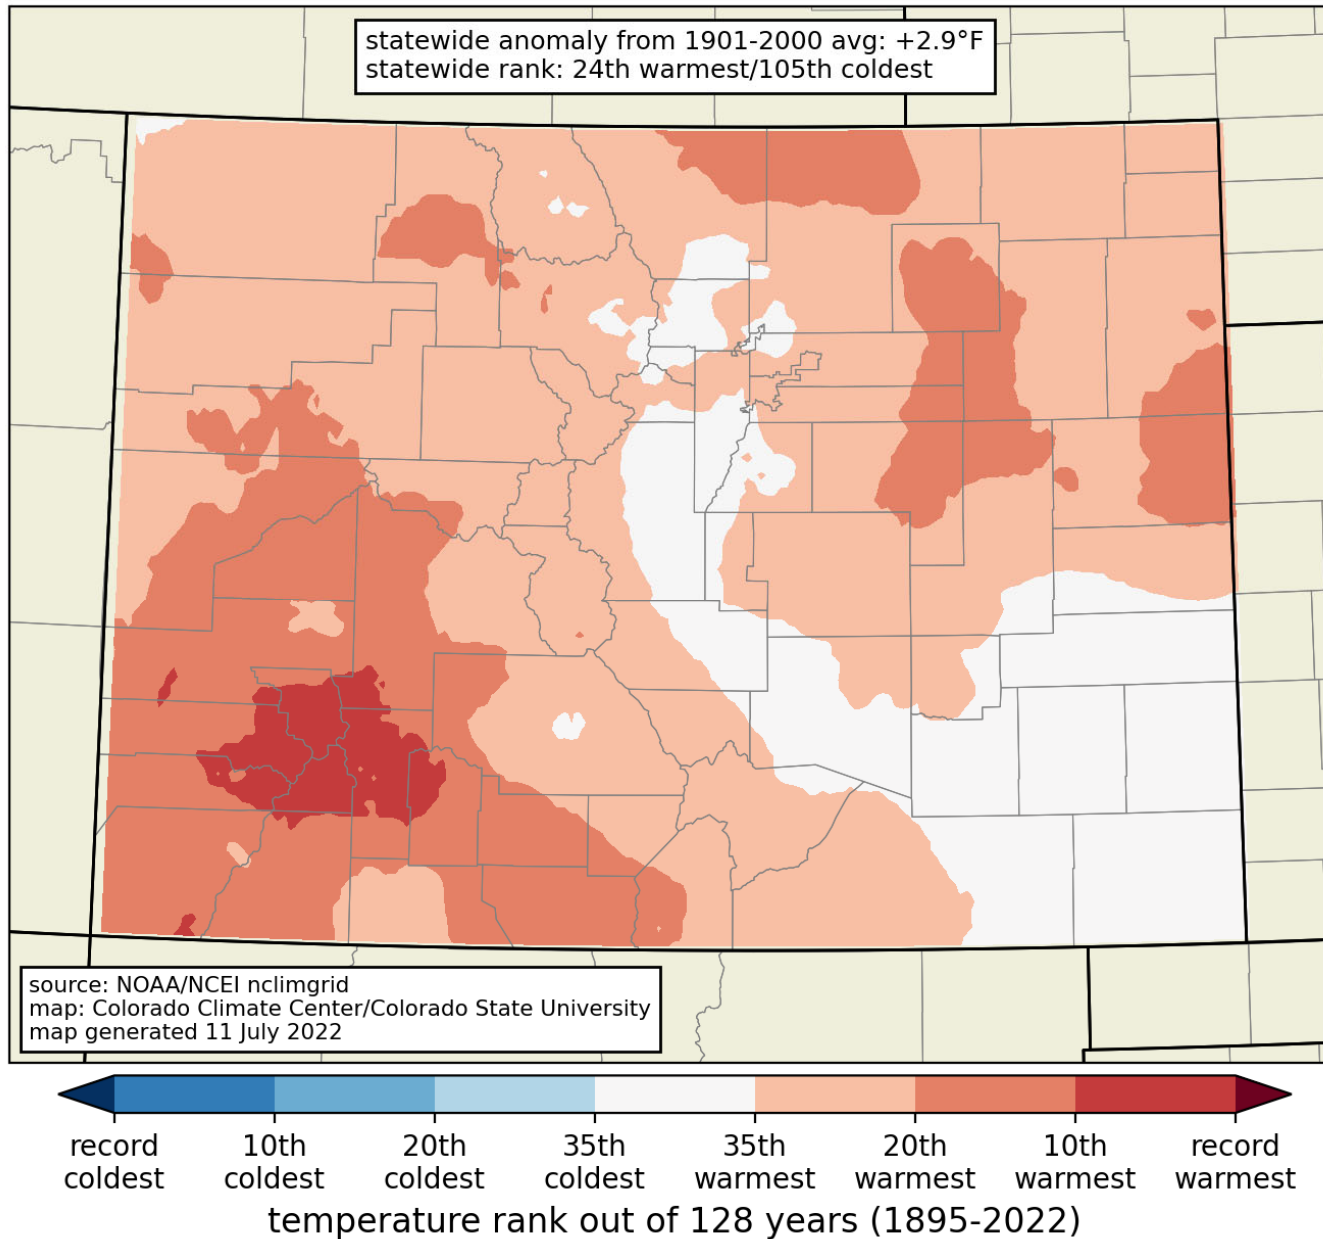 statewide anomaly from 1901-2000 avg: +2.9°F
statewide rank: 24th warmest/105th coldest
source: NOAA/NCEI nclimgrid
map: Colorado Climate Center/Colorado State University
map generated 11 July 2022
record coldest
10th coldest
20th coldest
35th coldest
35th warmest
20th warmest
10th warmest
record warmest
temperature rank out of 128 years (1895-2022)